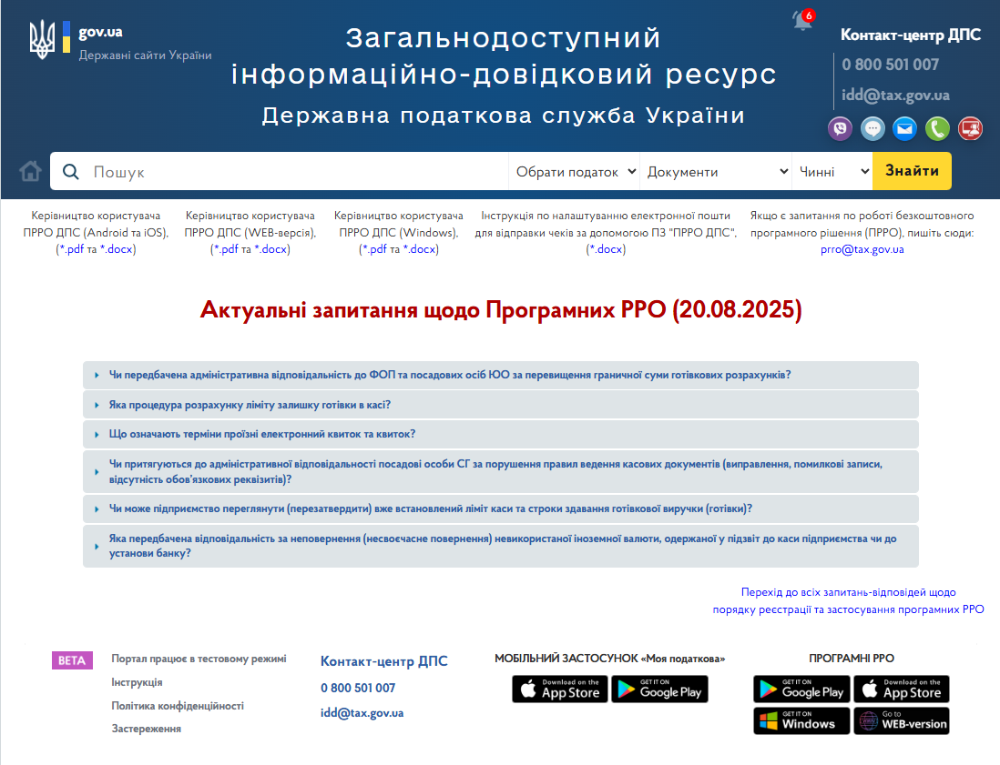 gov.ua
Державні сайти України
Загальнодоступний
інформаційно-довідковий ресурс
Державна податкова служба України
6
Контакт-центр ДПС
0 800 501 007
idd@tax.gov.ua
Пошук
Обрати податок
Документи
Чинні
Знайти
Керівництво користувача
ПРРО ДПС (Android та iOS),
(*.pdf та *.docx)
Керівництво користувача
ПРРО ДПС (WEB-версія),
(*.pdf та *.docx)
Керівництво користувача
ПРРО ДПС (Windows),
(*.pdf та *.docx)
Інструкція по налаштуванню електронної пошти
для відправки чеків за допомогою ПЗ "ПРРО ДПС",
(*.docx)
Якщо є запитання по роботі безкоштовного
програмного рішення (ПРРО), пишіть сюди:
prro@tax.gov.ua
Актуальні запитання щодо Програмних РРО (20.08.2025)
Чи передбачена адміністративна відповідальність до ФОП та посадових осіб ЮО за перевищення граничної суми готівкових розрахунків?
Яка процедура розрахунку ліміту залишку готівки в касі?
Що означають терміни проїзні електронний квиток та квиток?
Чи притягуються до адміністративної відповідальності посадові особи СГ за порушення правил ведення касових документів (виправлення, помилкові записи,
відсутність обов'язкових реквізитів)?
Чи може підприємство переглянути (перезатвердити) вже встановлений ліміт каси та строки здавання готівкової виручки (готівки)?
Яка передбачена відповідальність за неповернення (несвоєчасне повернення) невикористаної іноземної валюти, одержаної у підзвіт до каси підприємства чи до
установи банку?
Перехід до всіх запитань-відповідей щодо
порядку реєстрації та застосування програмних РРО
BETA
Портал працює в тестовому режимі
Інструкція
Політика конфіденційності
Застереження
Контакт-центр ДПС
0 800 501 007
idd@tax.gov.ua
МОБІЛЬНИЙ ЗАСТОСУНОК «Моя податкова»
Download on the
App Store
GET IT ON
Google Play
ПРОГРАМНІ РРО
GET IT ON
Google Play
Download on the
App Store
GET IT ON
Windows
Go to
WEB-version